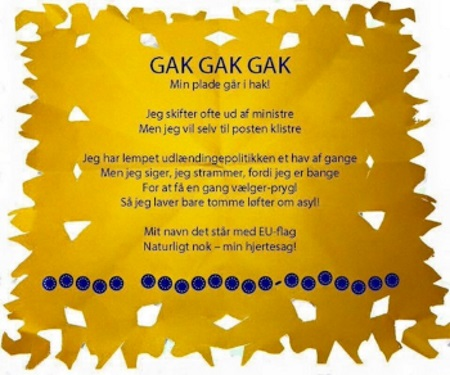 GAK GAK GAK
Min plade går i hak!
Jeg skifter ofte ud af ministre
Men jeg vil selv til posten klistre
Jeg har lempet udlændingepolitikken et hav af gange
Men jeg siger, jeg strammer, fordi jeg er bange
For at få en gang vælger-prygl
Så jeg laver bare tomme løfter om asyl!
Mit navn det står med EU-flag
Naturligt nok – min hjertesag!